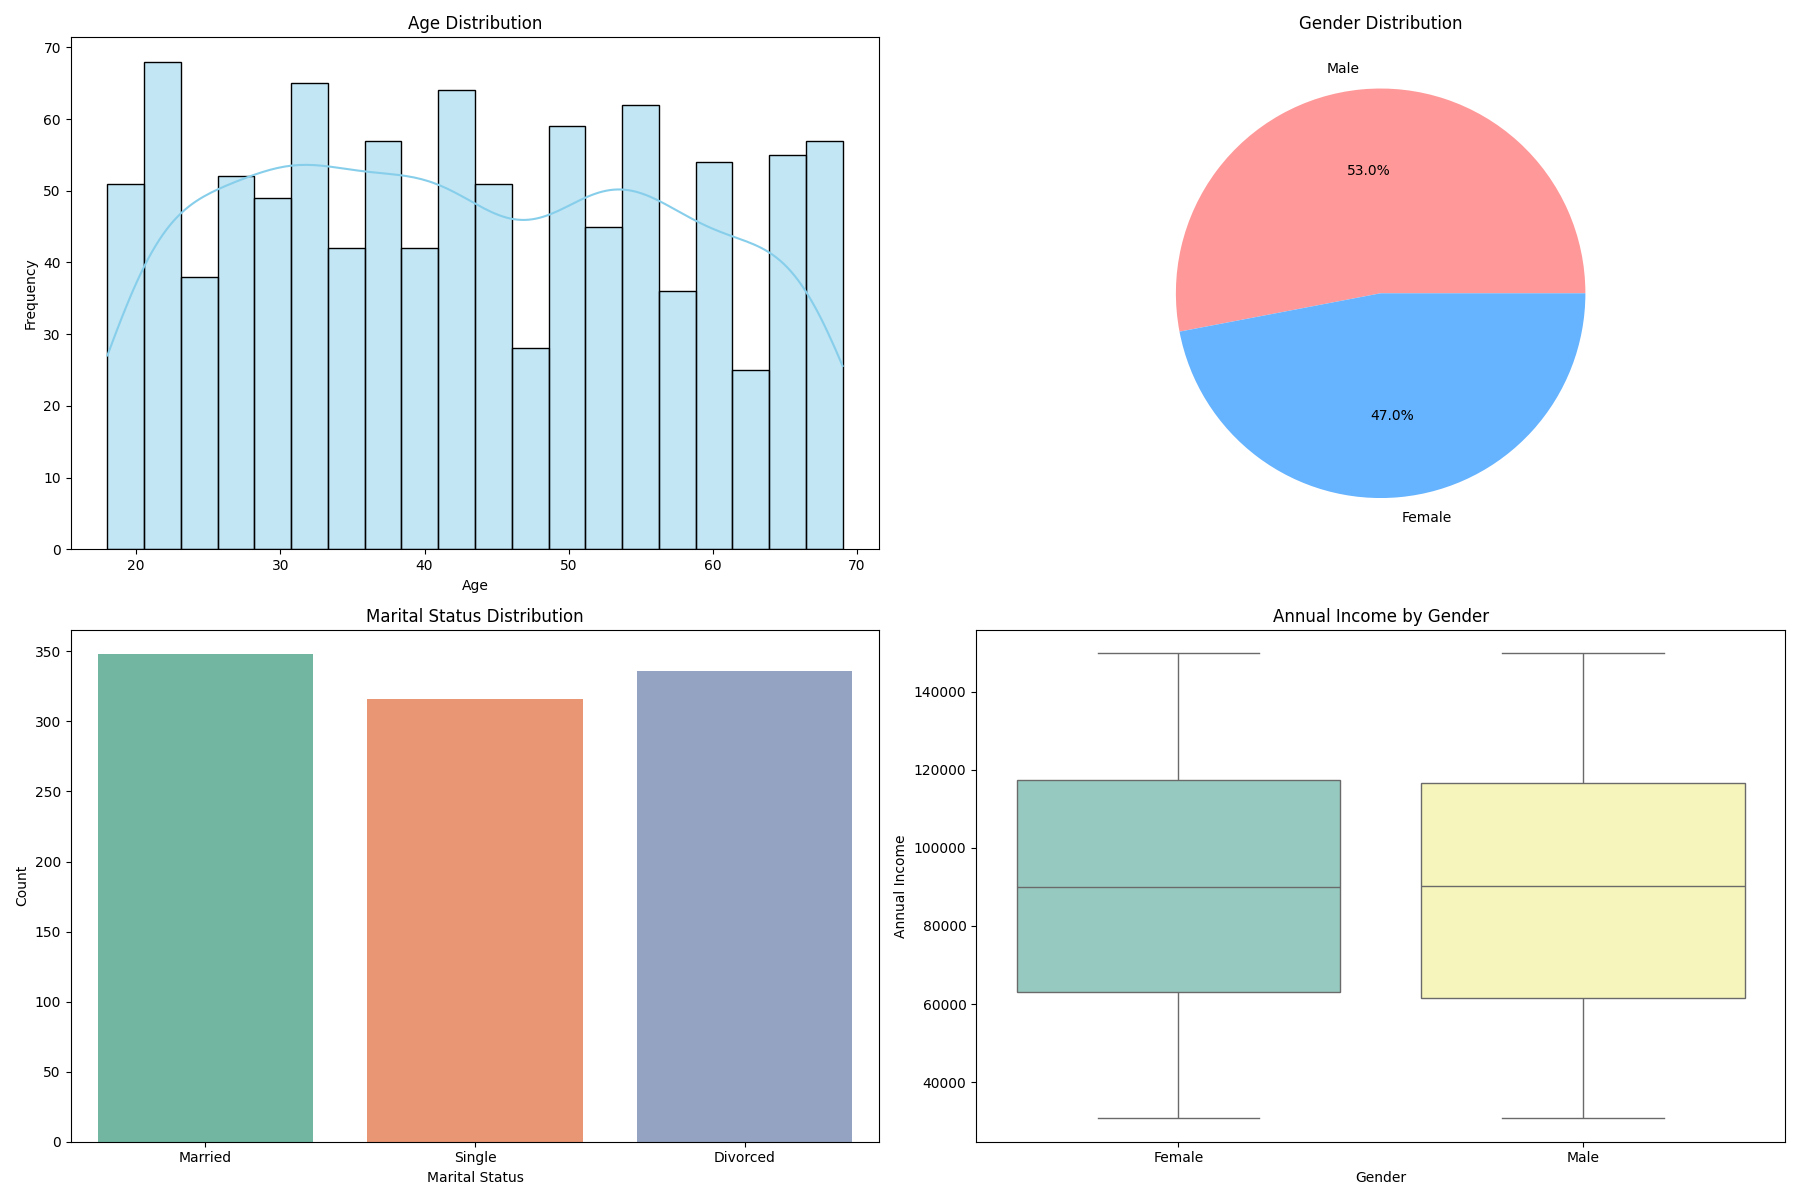 Age Distribution
70
60
50
40
30
20
10
0
Frequency
20 30 40 50 60 70
Age
Gender Distribution
Male
53.0%
47.0%
Female
Marital Status Distribution
350
300
250
200
150
100
50
0
Count
Married Single Divorced
Marital Status
Annual Income by Gender
140000
120000
100000
80000
60000
40000
Annual Income
Female Male
Gender